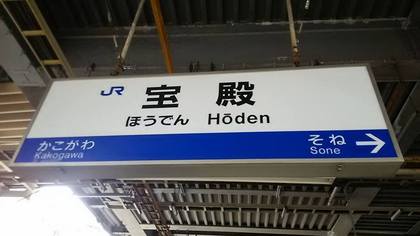 JR 宝殿
ほうでん Hōden
かこがわ そね →
Kakogawa Sone